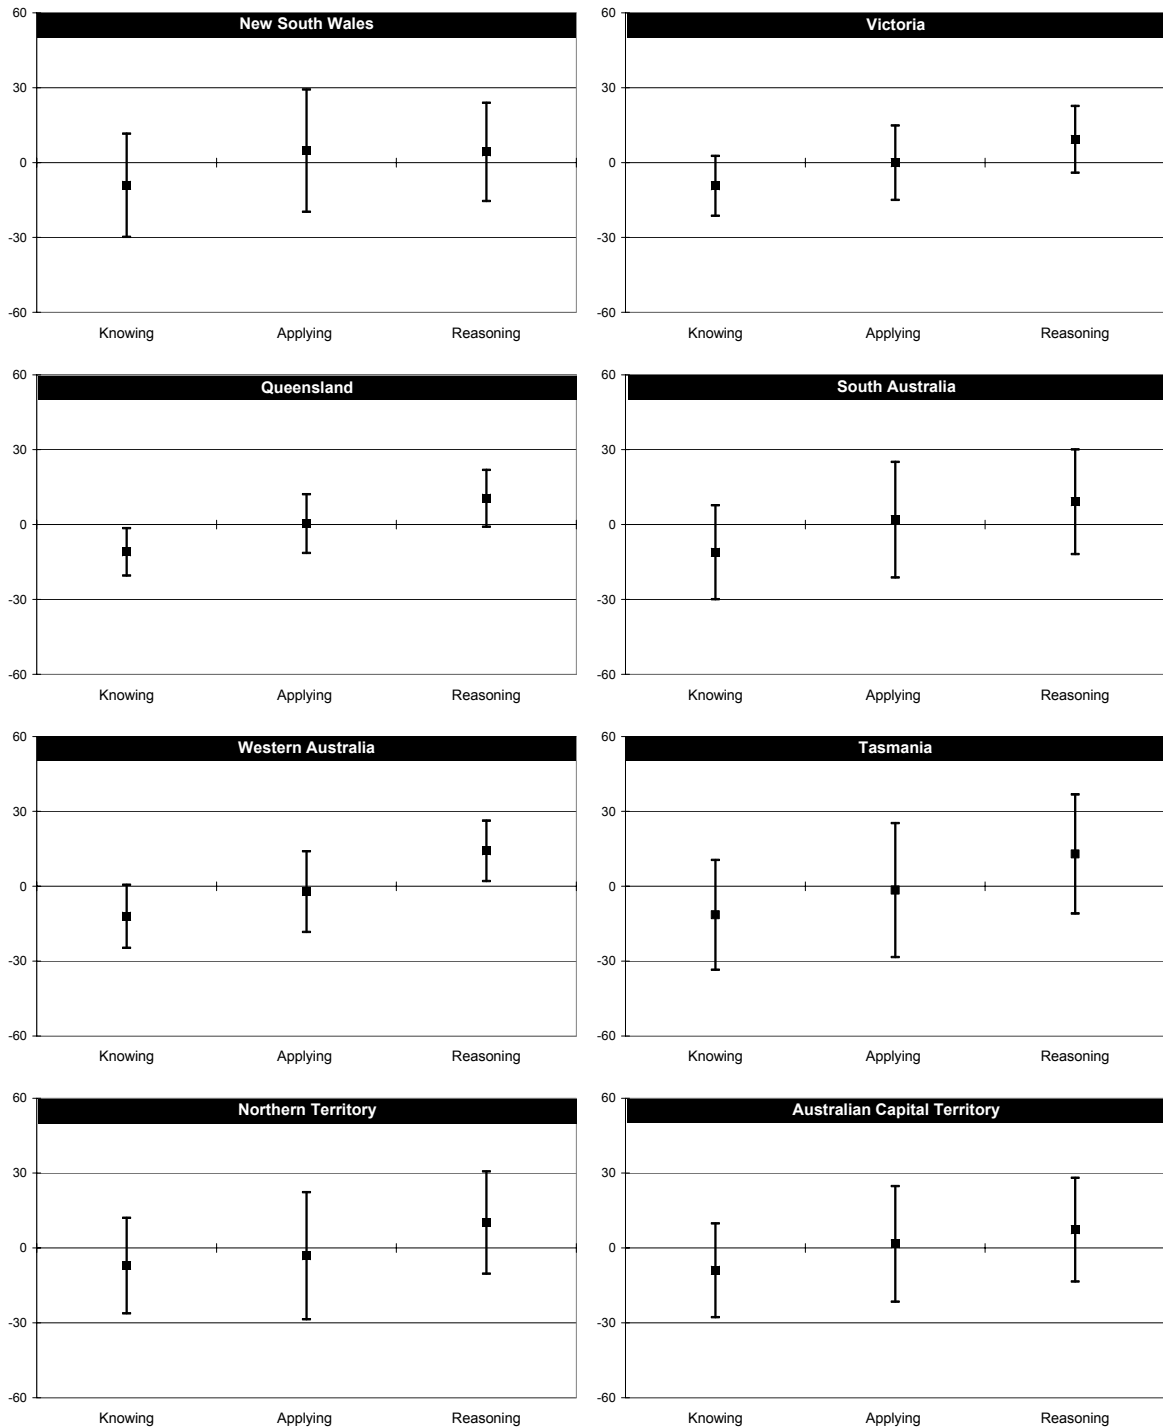 New South Wales
60
30
0
-30
-60
Knowing Applying Reasoning
Victoria
60
30
0
-30
-60
Knowing Applying Reasoning
Queensland
60
30
0
-30
-60
Knowing Applying Reasoning
South Australia
60
30
0
-30
-60
Knowing Applying Reasoning
Western Australia
60
30
0
-30
-60
Knowing Applying Reasoning
Tasmania
60
30
0
-30
-60
Knowing Applying Reasoning
Northern Territory
60
30
0
-30
-60
Knowing Applying Reasoning
Australian Capital Territory
60
30
0
-30
-60
Knowing Applying Reasoning